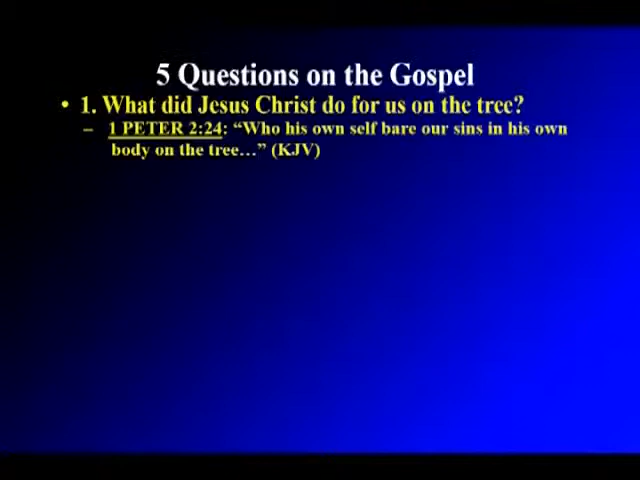 5 Questions on the Gospel
• 1. What did Jesus Christ do for us on the tree?
– 1 PETER 2:24: “Who his own self bare our sins in his own
body on the tree…” (KJV)